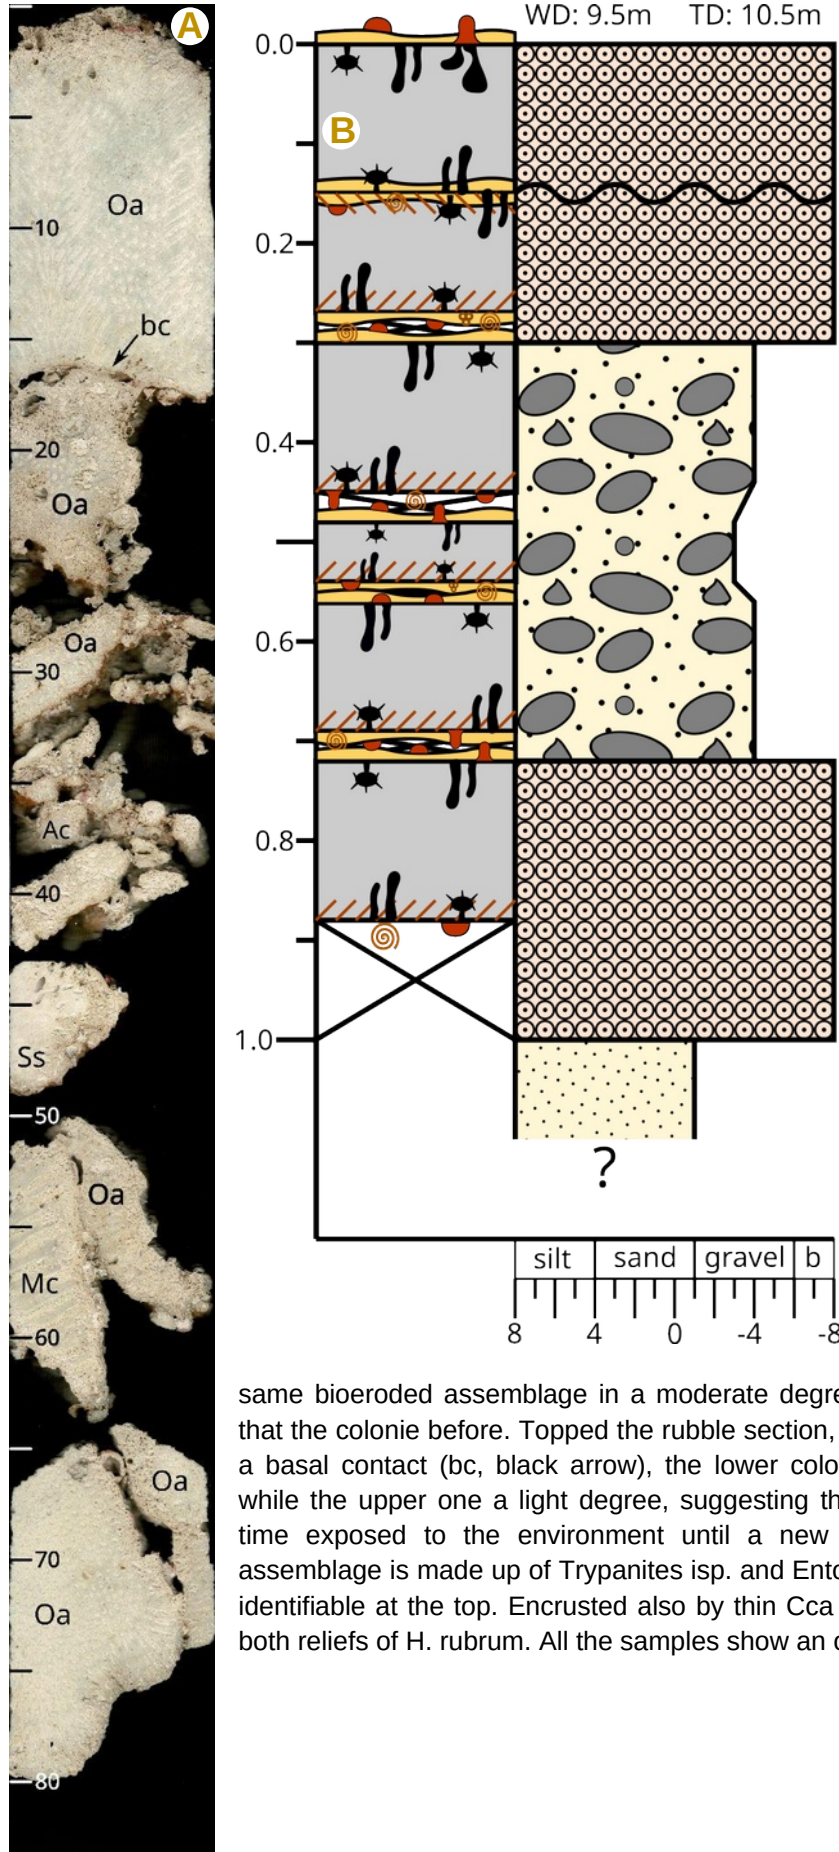 A
Oa
10
bc
20
Oa
Oa
30
Ac
40
Ss
50
Oa
Mc
60
Oa
70
Oa
80
WD: 9.5m TD: 10.5m
0.0
B
0.2
0.4
0.6
0.8
1.0
?
silt sand gravel b
8 4 0 -4 -8
same bioeroded assemblage in a moderate
that the colonie before. Topped the rubble section,
a basal contact (bc, black arrow), the lower
while the upper one a light degree, suggesting
time exposed to the environment until a new
assemblage is made up of Trypanites isp. and
identifiable at the top. Encrusted also by thin Cca
both reliefs of H. rubrum. All the samples show an